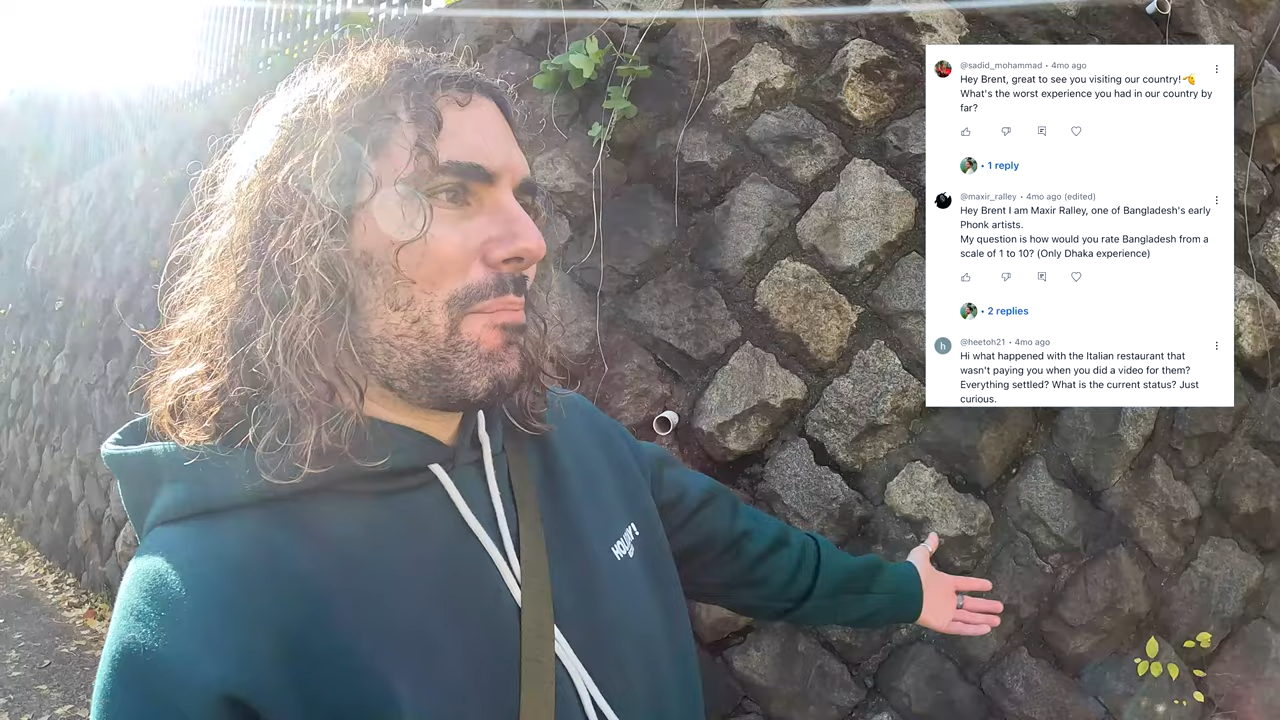 @sadid_mohammad • 4mo ago
Hey Brent, great to see you visiting our country!🫡
What's the worst experience you had in our country by
far?
• 1 reply
@maxir_ralley • 4mo ago (edited)
Hey Brent I am Maxir Ralley, one of Bangladesh's early
Phonk artists.
My question is how would you rate Bangladesh from a
scale of 1 to 10? (Only Dhaka experience)
• 2 replies
h
@heetoh21 • 4mo ago
Hi what happened with the Italian restaurant that
wasn't paying you when you did a video for them?
Everything settled? What is the current status? Just
curious.